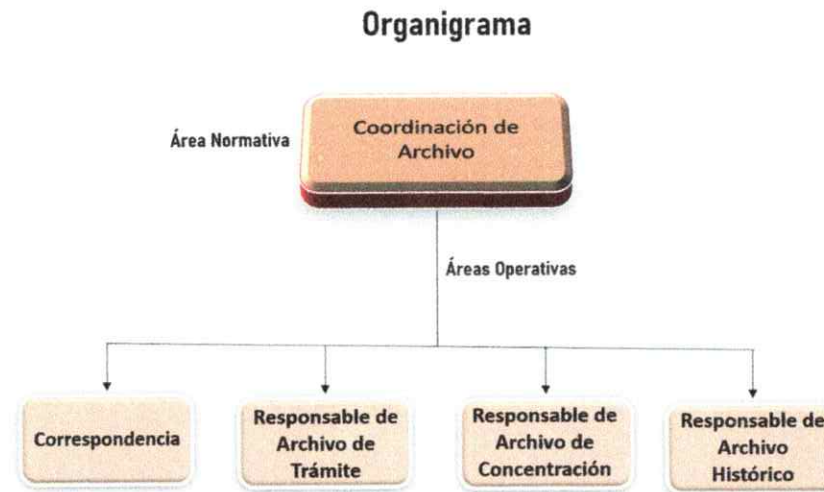 Organigrama
Área Normativa
Coordinación de
Archivo
Áreas Operativas
Correspondencia
Responsable de
Archivo de
Trámite
Responsable de
Archivo de
Concentración
Responsable de
Archivo
Histórico